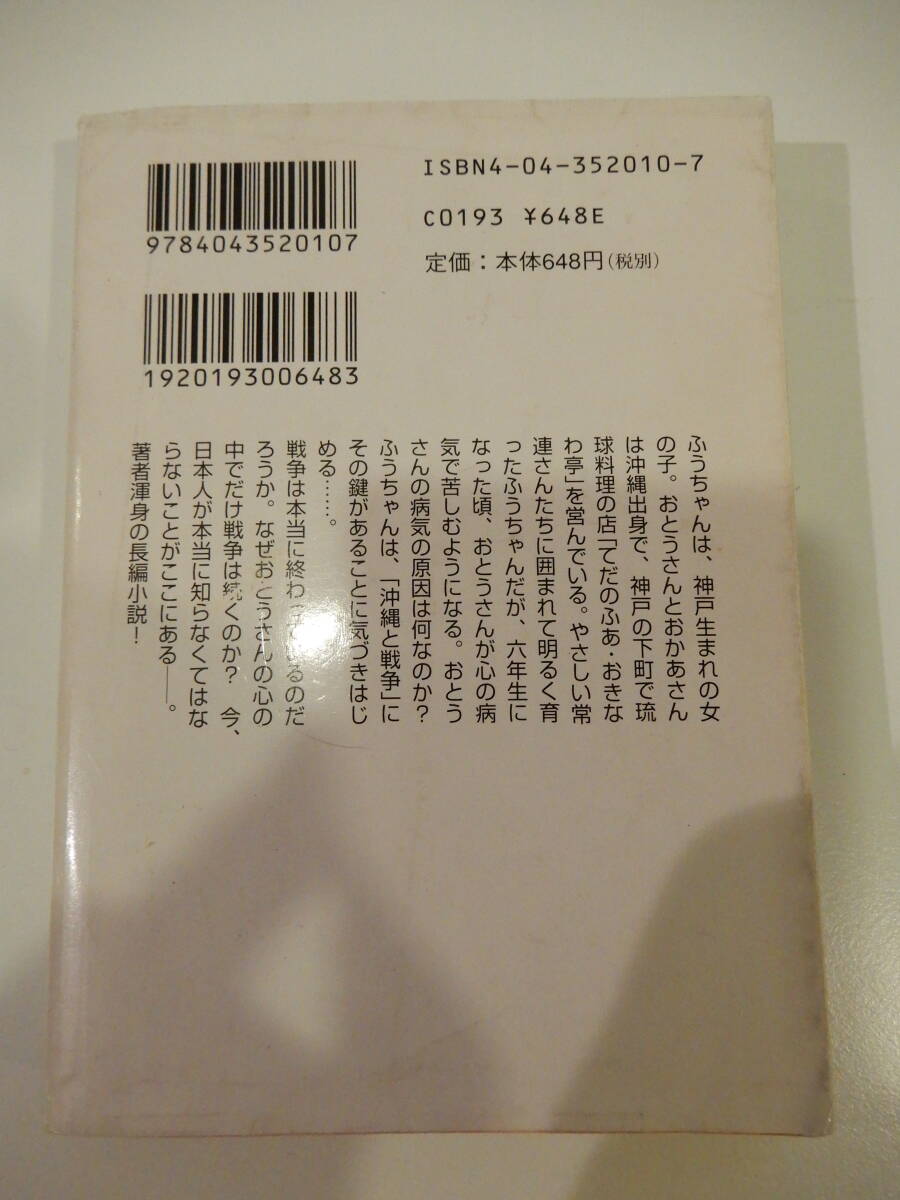 ISBN4-04-352010-7
C0193 ¥648E
定価：本体648円(税別)
9784043520107
1920193006483
ふうちゃんは、神戸生まれの女
の子。おとうさんとおかあさん
は沖縄出身で、神戸の下町で琉
球料理の店「てだのふあ・おきな
わ亭」を営んでいる。やさしい常
連さんたちに囲まれて明るく育
ったふうちゃんだが、六年生に
なった頃、おとうさんが心の病
気で苦しむようになる。おとう
さんの病気の原因は何なのか?
ふうちゃんは、「沖縄と戦争」に
その鍵があることに気づきはじ
める……。
戦争は本当に終わっているのだ
ろうか。なぜおとうさんの心の
中でだけ戦争は続くのか? 今、
日本人が本当に知らなくてはな
らないことがここにある――。
著者渾身の長編小説!